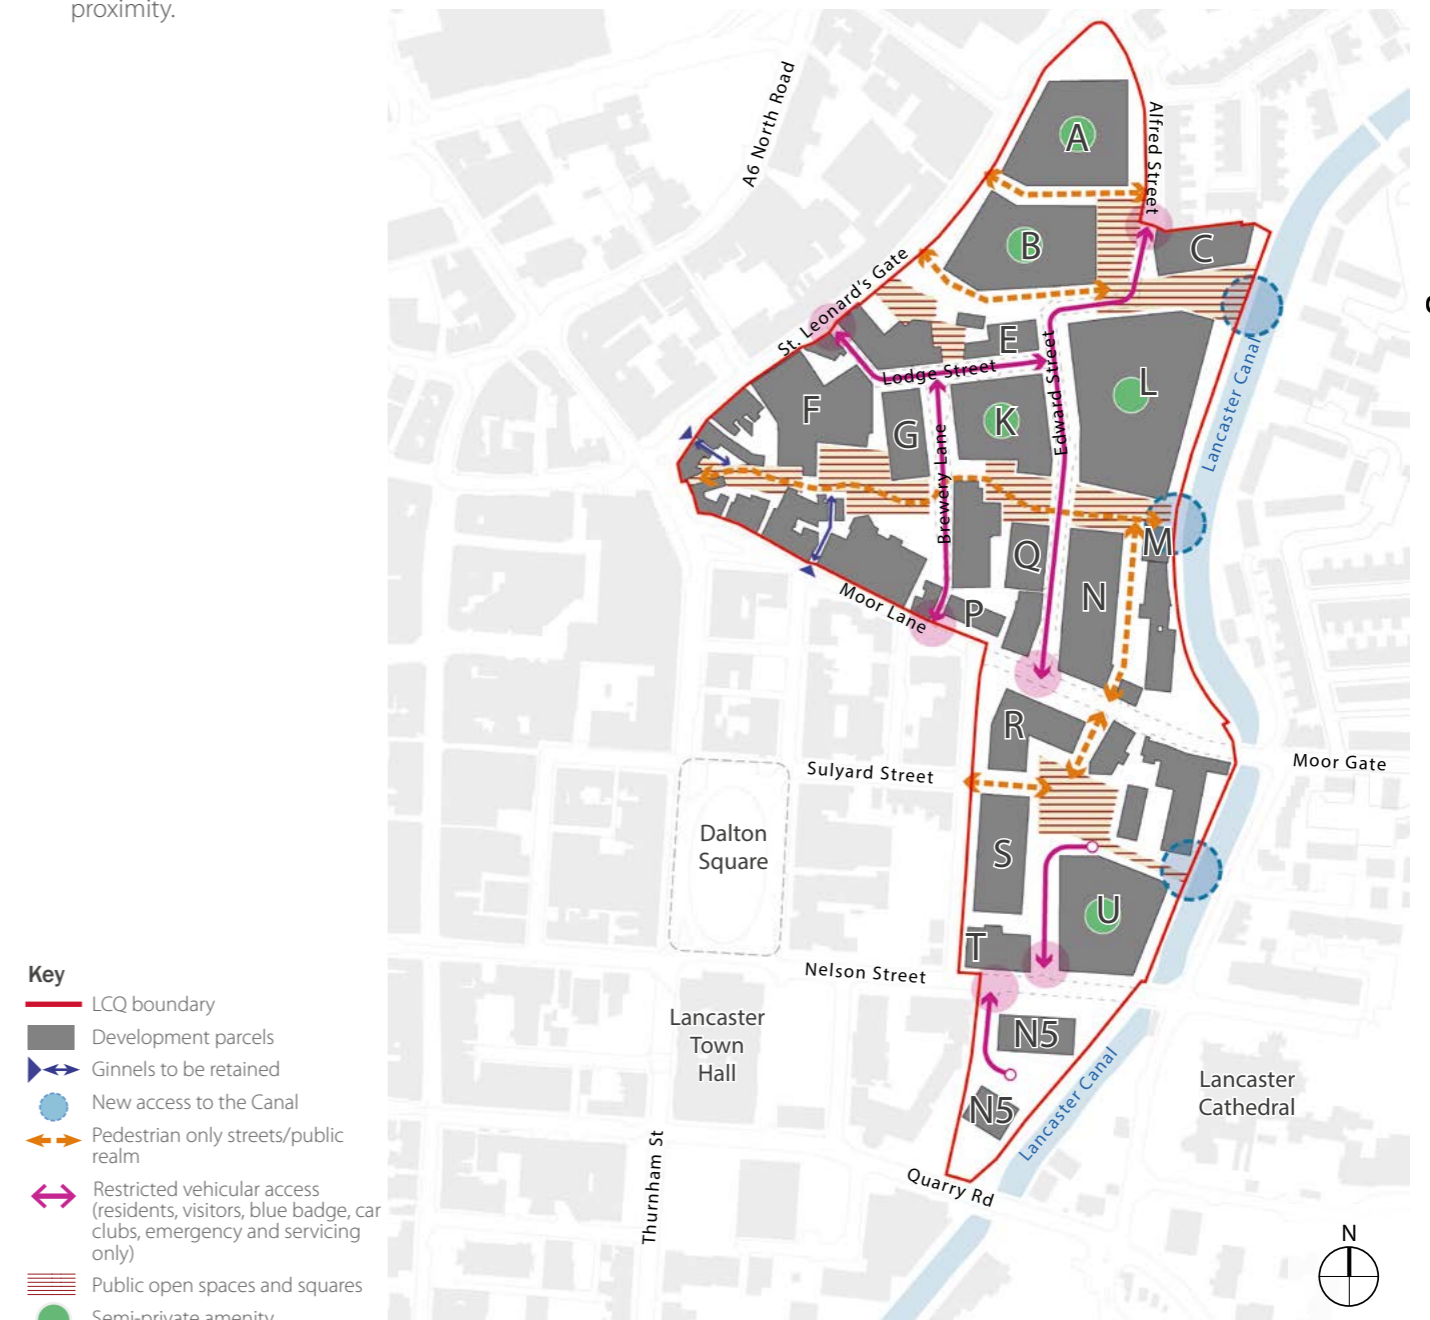 proximity.
A6 North Road
Alfred Street
A
B
C
St. Leonard's Gate
E
Lodge Street
Edward Street
L
Lancaster Canal
F
G
K
Brewery Lane
Q
M
N
P
Moor Lane
R
Moor Gate
Sulyard Street
Dalton
Square
S
U
T
Nelson Street
Lancaster
Town
Hall
N5
N5
Lancaster Canal
Lancaster
Cathedral
Quarry Rd
Thurnham St
N
Key
LCQ boundary
Development parcels
Ginnels to be retained
New access to the Canal
Pedestrian only streets/public
realm
Restricted vehicular access
(residents, visitors, blue badge, car
clubs, emergency and servicing
only)
Public open spaces and squares
Semi-private amenity